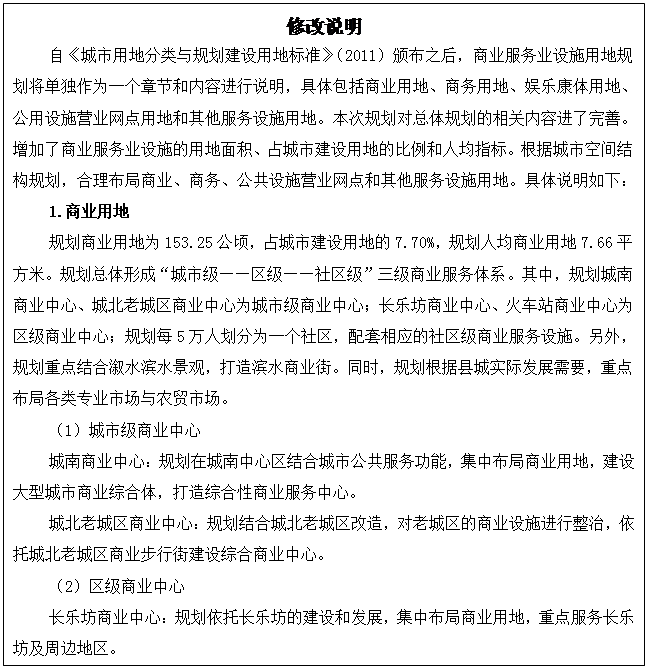 修改说明
自《城市用地分类与规划建设用地标准》（2011）颁布之后，商业服务业设施用地规
划将单独作为一个章节和内容进行说明，具体包括商业用地、商务用地、娱乐康体用地、
公用设施营业网点用地和其他服务设施用地。本次规划对总体规划的相关内容进了完善。
增加了商业服务业设施的用地面积、占城市建设用地的比例和人均指标。根据城市空间结
构规划，合理布局商业、商务、公共设施营业网点和其他服务设施用地。具体说明如下：
1.商业用地
规划商业用地为 153.25 公顷，占城市建设用地的 7.70%，规划人均商业用地 7.66 平
方米。规划总体形成“城市级——区级——社区级”三级商业服务体系。其中，规划城南
商业中心、城北老城区商业中心为城市级商业中心；长乐坊商业中心、火车站商业中心为
区级商业中心；规划每 5 万人划分为一个社区，配套相应的社区级商业服务设施。另外，
规划重点结合溆水滨水景观，打造滨水商业街。同时，规划根据县城实际发展需要，重点
布局各类专业市场与农贸市场。
（1）城市级商业中心
城南商业中心：规划在城南中心区结合城市公共服务功能，集中布局商业用地，建设
大型城市商业综合体，打造综合性商业服务中心。
城北老城区商业中心：规划结合城北老城区改造，对老城区的商业设施进行整治，依
托城北老城区商业步行街建设综合商业中心。
（2）区级商业中心
长乐坊商业中心：规划依托长乐坊的建设和发展，集中布局商业用地，重点服务长乐
坊及周边地区。